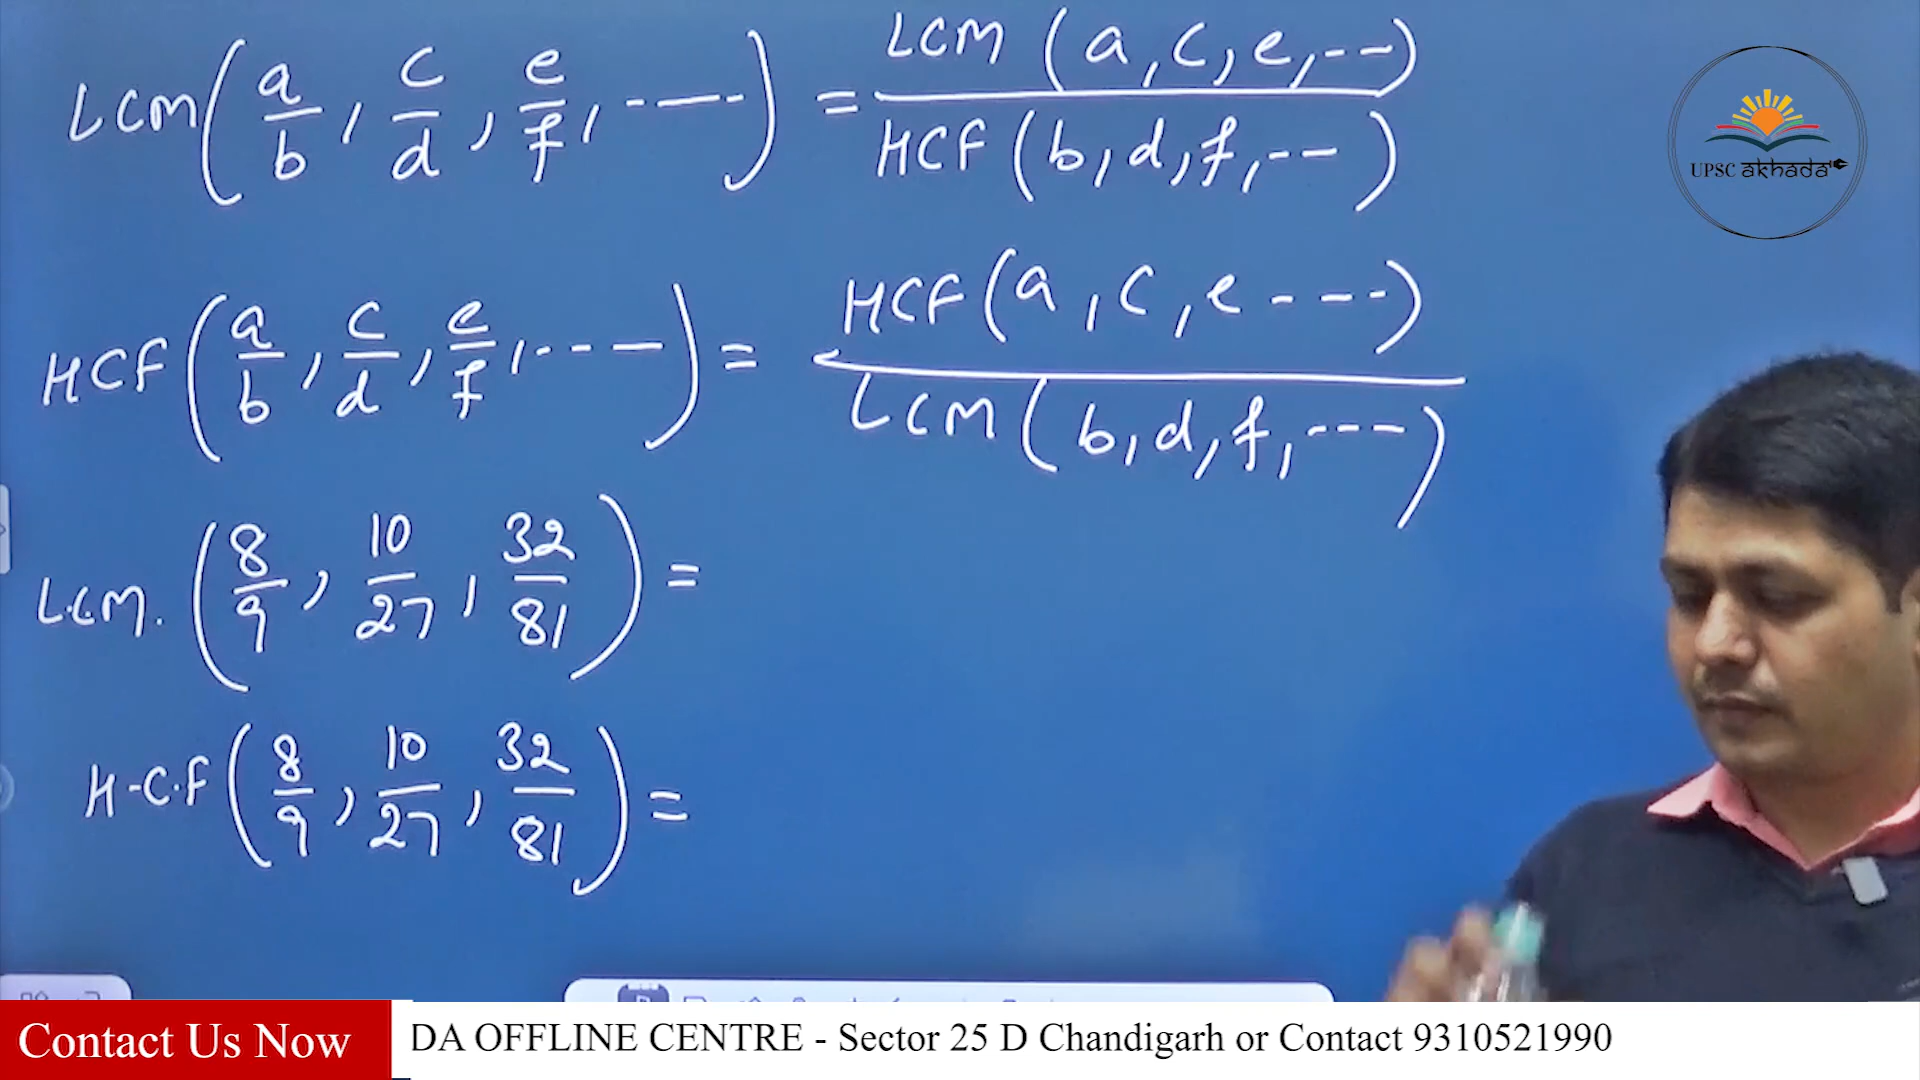 LCM(a/b, c/d, e/f, -----) = LCM (a, c, e, ---) / HCF (b, d, f, ---)
HCF(a/b, c/d, e/f, -----) = HCF(a, c, e ----) / LCM(b, d, f, ---)
L.C.M. (8/9, 10/27, 32/81) =
H-C.F (8/9, 10/27, 32/81) =
UPSC akhada
Contact Us Now DA OFFLINE CENTRE - Sector 25 D Chandigarh or Contact 9310521990